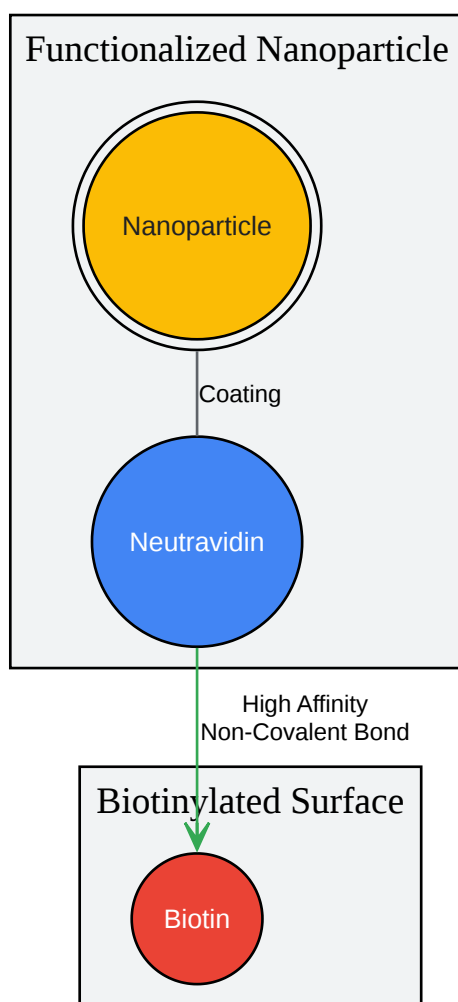 Functionalized Nanoparticle
Nanoparticle
Coating
Neutravidin
High Affinity
Non-Covalent Bond
Biotinylated Surface
Biotin